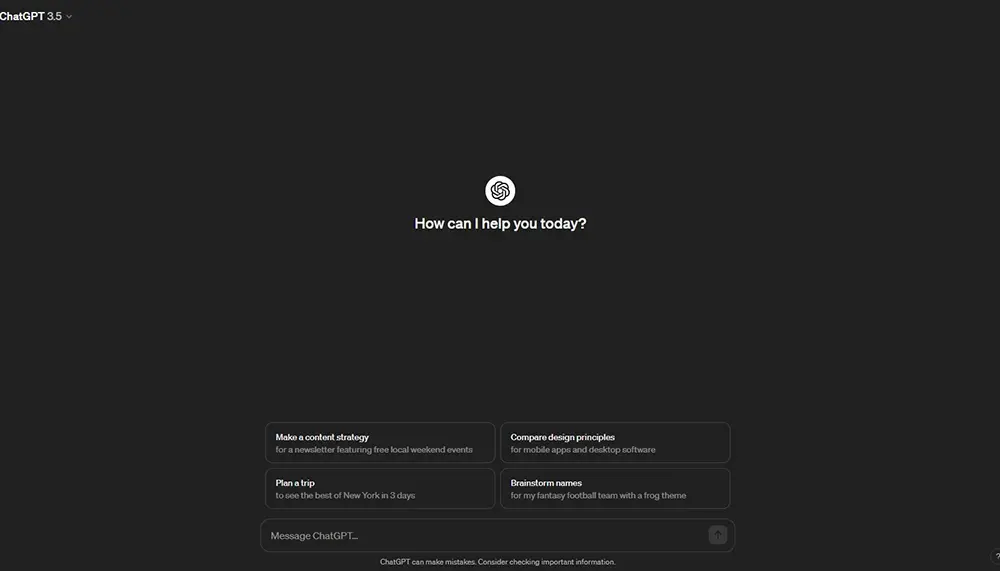 ChatGPT 3.5
How can I help you today?
Make a content strategy
for a newsletter featuring free local weekend events
Compare design principles
for mobile apps and desktop software
Plan a trip
to see the best of New York in 3 days
Brainstorm names
for my fantasy football team with a frog theme
Message ChatGPT...
ChatGPT can make mistakes. Consider checking important information.
?